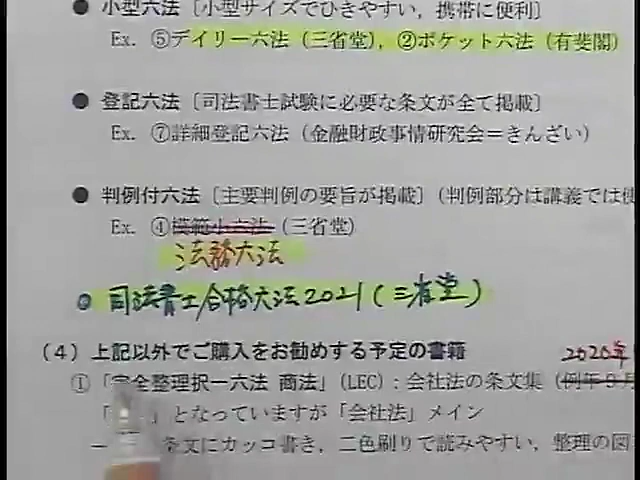 ● 小型六法〔小型サイズでひきやすい，携帯に便利〕
Ex. ⑤デイリー六法（三省堂），②ポケット六法（有斐閣）
● 登記六法〔司法書士試験に必要な条文が全て掲載〕
Ex. ⑦詳細登記六法（金融財政事情研究会＝きんざい）
● 判例付六法〔主要判例の要旨が掲載〕（判例部分は講義では使
Ex. ④模範小六法（三省堂）
法務六法
● 司法書士合格六法2021（三省堂）
（4）上記以外でご購入をお勧めする予定の書籍
2020年
①「完全整理択一六法 商法」（LEC）：会社法の条文集（例年9月
」となっていますが「会社法」メイン
条文にカッコ書き，二色刷りで読みやすい，整理の図